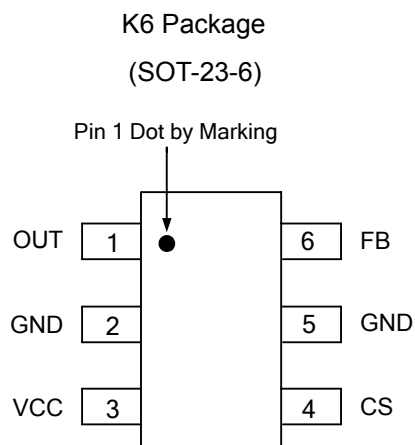 K6 Package
(SOT-23-6)
Pin 1 Dot by Marking
OUT 1 6 FB
GND 2 5 GND
VCC 3 4 CS